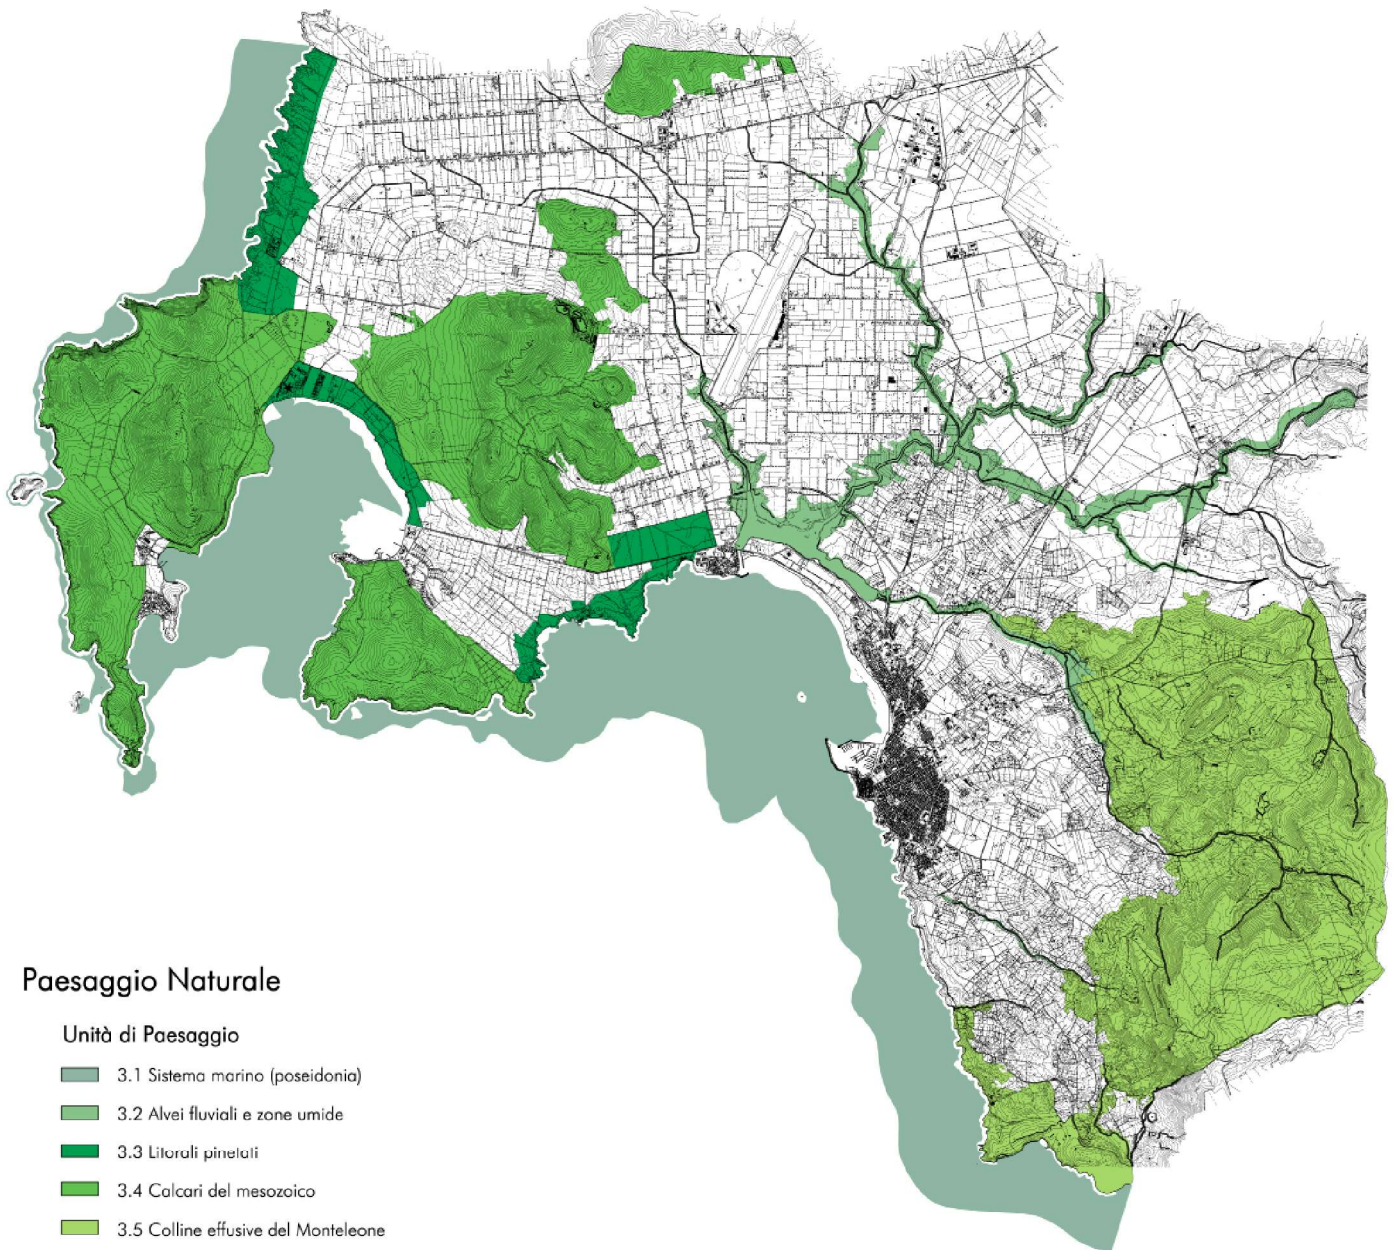 Paesaggio Naturale
Unità di Paesaggio
3.1 Sistema marino (poseidonia)
3.2 Alvei fluviali e zone umide
3.3 Litorali pinetati
3.4 Calcari del mesozoico
3.5 Colline effusive del Monteleone